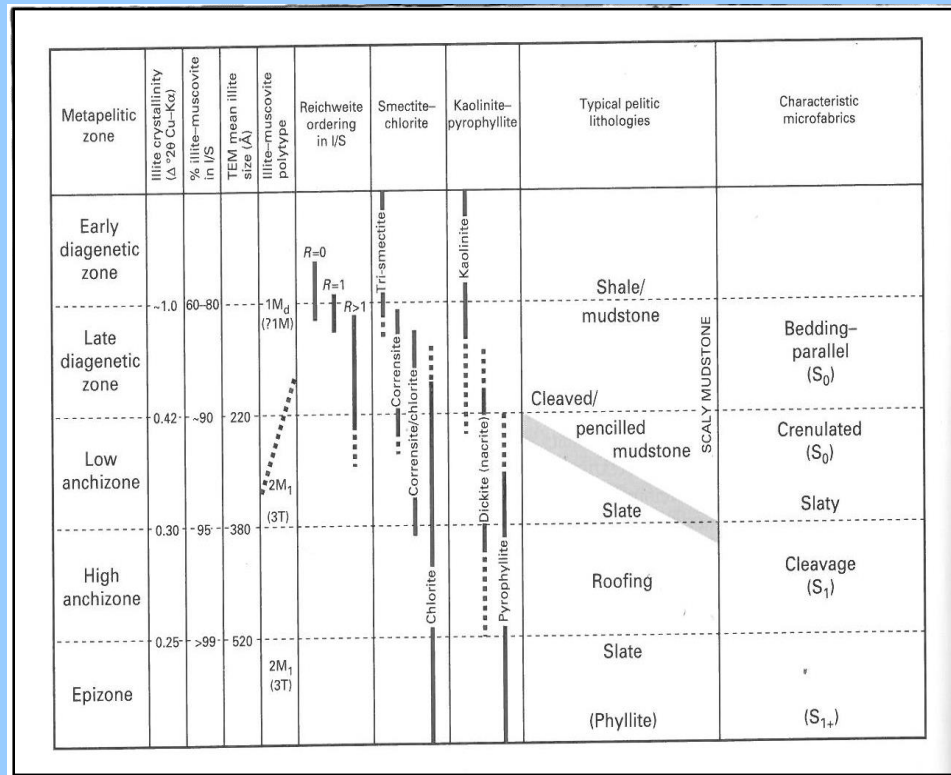 Metapelitic
zone
Illite crystallinity
(Δ °2θ Cu–Kα)
% illite–muscovite
in I/S
TEM mean illite
size (Å)
Illite–muscovite
polytype
Reichweite
ordering
in I/S
Smectite–
chlorite
Kaolinite–
pyrophyllite
Typical pelitic
lithologies
Characteristic
microfabrics
Early
diagenetic
zone
R=0
R=1
R>1
Tri-smectite
Kaolinite
Shale/
mudstone
~1.0
60–80
1Md
(?1M)
Late
diagenetic
zone
Corrensite
Corrensite/chlorite
SCALY MUDSTONE
Bedding–
parallel
(S0)
0.42
~90
220
Cleaved/
pencilled
mudstone
Low
anchizone
2M1
(3T)
Dickite (nacrite)
Slate
Crenulated
(S0)
Slaty
0.30
95
380
High
anchizone
Chlorite
Pyrophyllite
Roofing
Cleavage
(S1)
0.25
>99
520
Slate
Epizone
2M1
(3T)
(Phyllite)
(S1+)